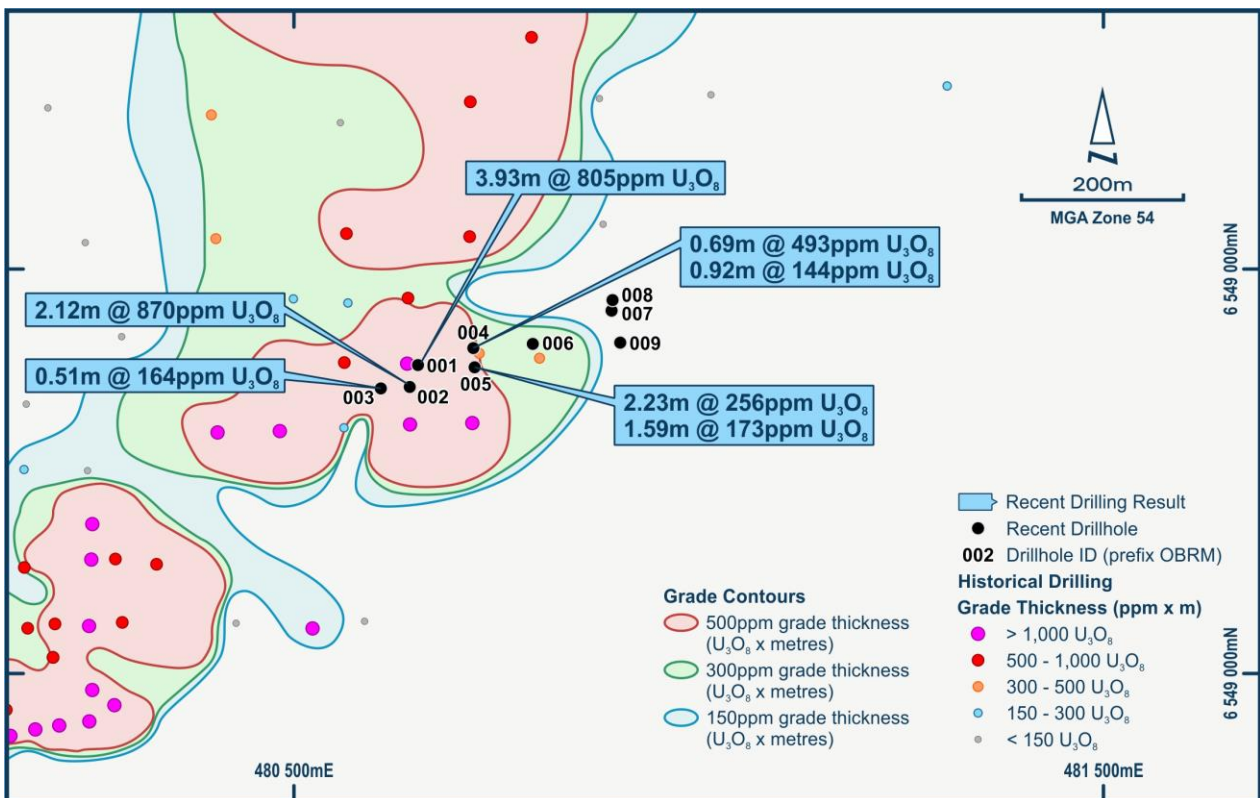 3.93m @ 805ppm U₃O₈
0.69m @ 493ppm U₃O₈
0.92m @ 144ppm U₃O₈
2.12m @ 870ppm U₃O₈
0.51m @ 164ppm U₃O₈
2.23m @ 256ppm U₃O₈
1.59m @ 173ppm U₃O₈
001
002
003
004
005
006
007
008
009
N
200m
MGA Zone 54
6 549 000mN
6 549 000mN
480 500mE
481 500mE
Grade Contours
500ppm grade thickness
(U₃O₈ x metres)
300ppm grade thickness
(U₃O₈ x metres)
150ppm grade thickness
(U₃O₈ x metres)
Recent Drilling Result
Recent Drillhole
002 Drillhole ID (prefix OBRM)
Historical Drilling
Grade Thickness (ppm x m)
> 1,000 U₃O₈
500 - 1,000 U₃O₈
300 - 500 U₃O₈
150 - 300 U₃O₈
< 150 U₃O₈